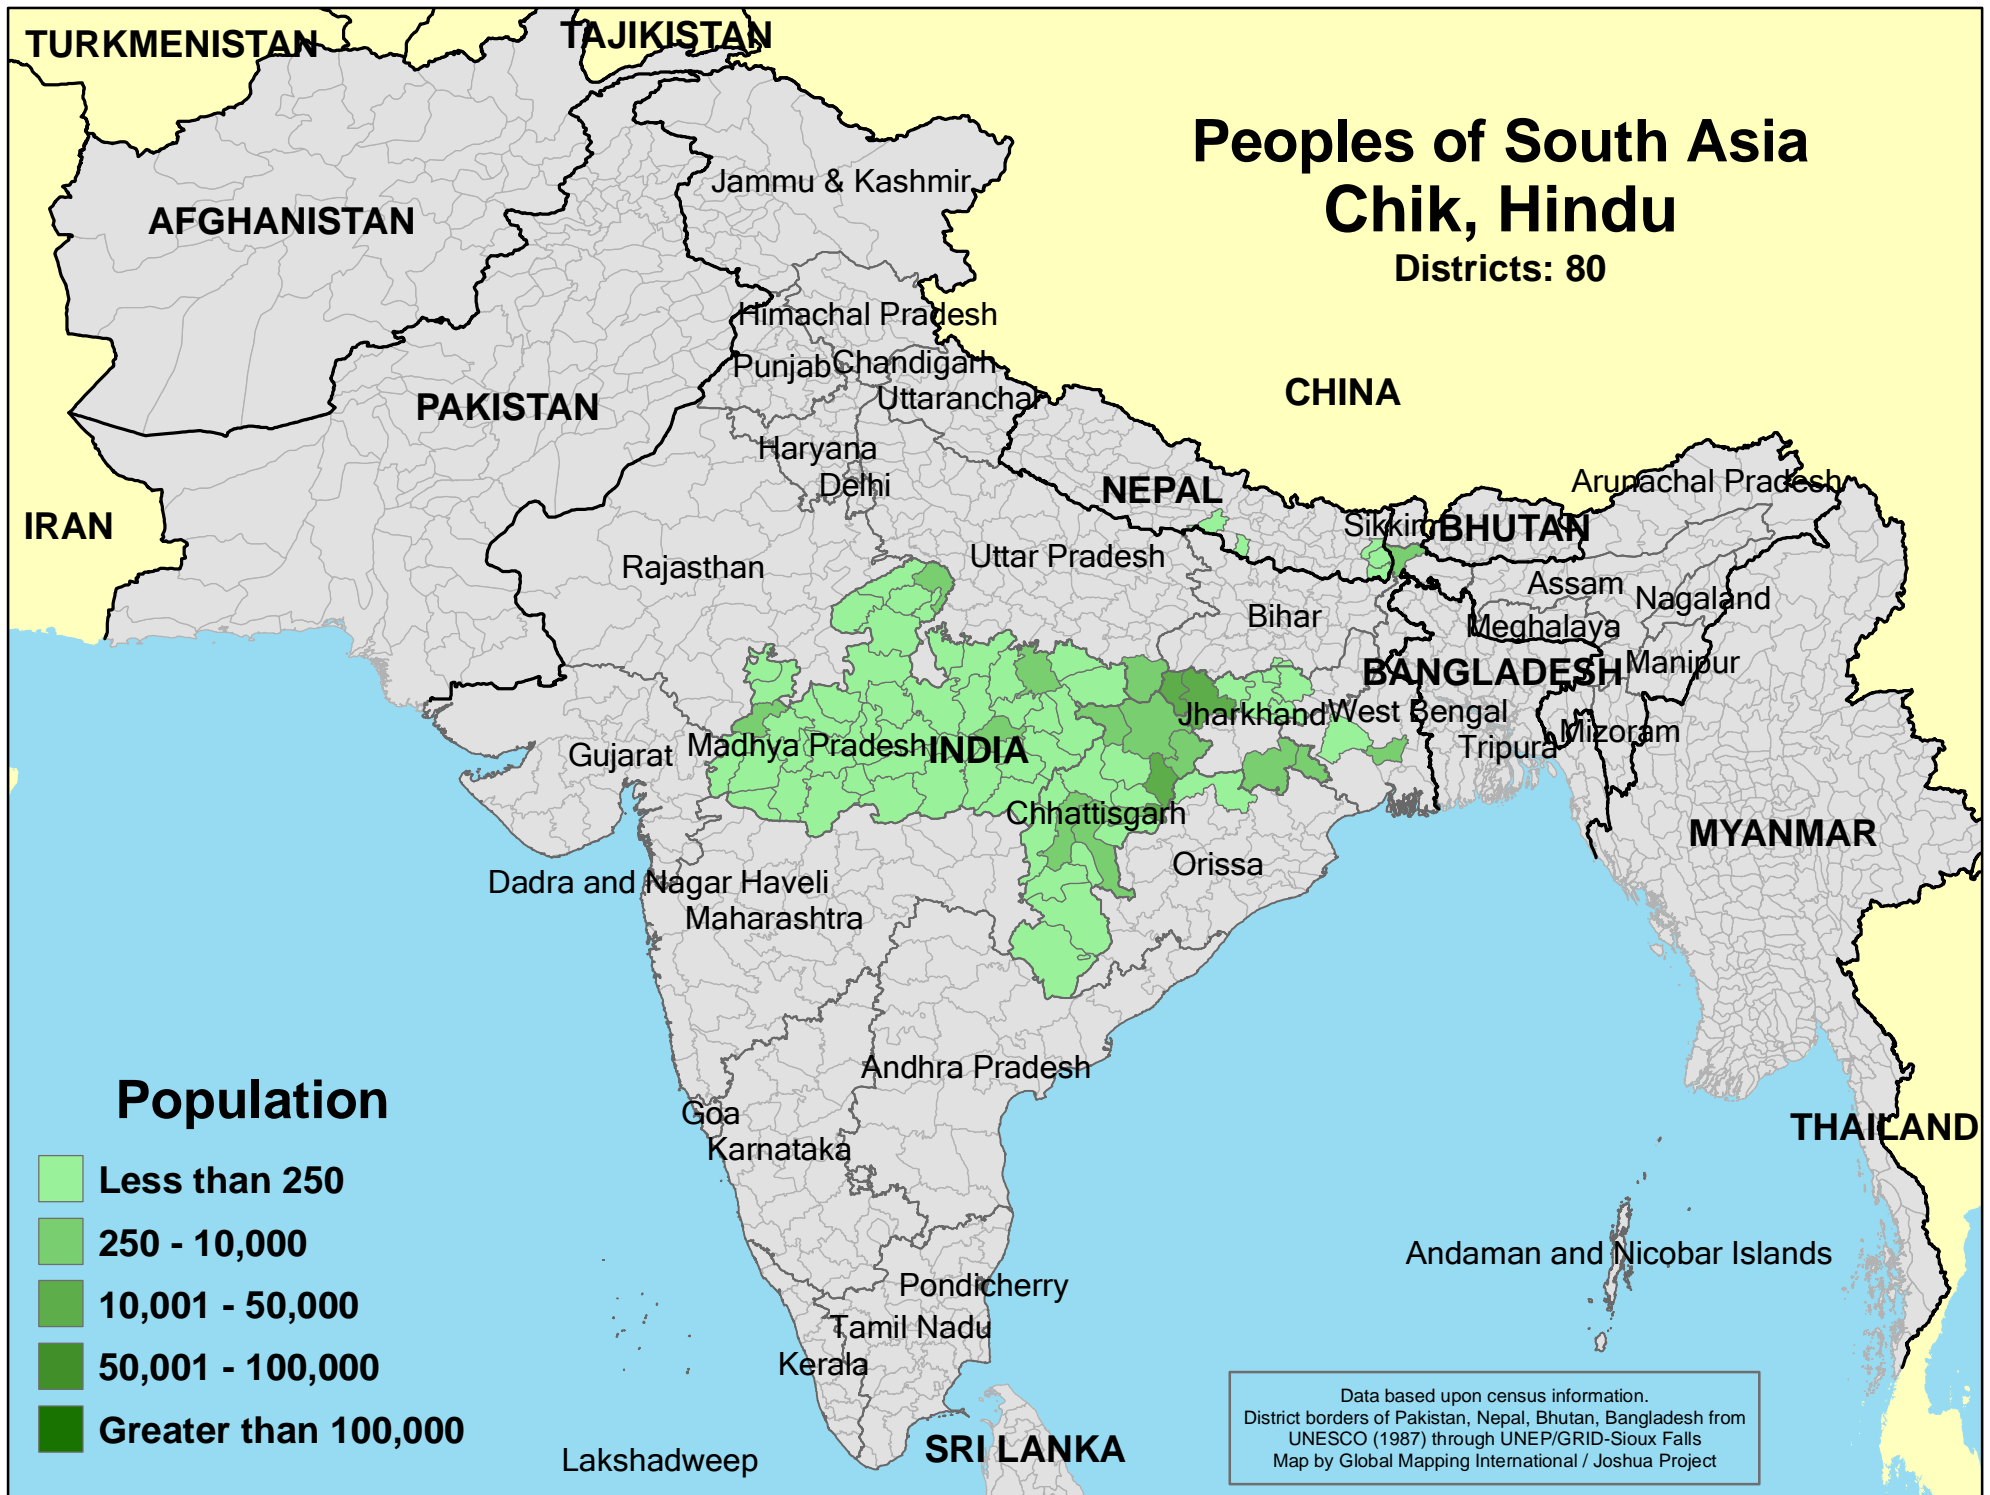 TURKMENISTAN
TAJIKISTAN
Peoples of South Asia
Chik, Hindu
Districts: 80
Jammu & Kashmir
AFGHANISTAN
Himachal Pradesh
Punjab
Chandigarh
Uttaranchal
CHINA
PAKISTAN
Haryana
Delhi
NEPAL
Arunachal Pradesh
IRAN
Sikkim
BHUTAN
Rajasthan
Uttar Pradesh
Assam
Nagaland
Bihar
Meghalaya
BANGLADESH
Manipur
Jharkhand
West Bengal
Mizoram
Gujarat
Madhya Pradesh
INDIA
Tripura
Chhattisgarh
MYANMAR
Orissa
Dadra and Nagar Haveli
Maharashtra
Andhra Pradesh
Population
Goa
Karnataka
THAILAND
Less than 250
250 - 10,000
10,001 - 50,000
50,001 - 100,000
Greater than 100,000
Andaman and Nicobar Islands
Pondicherry
Tamil Nadu
Kerala
Lakshadweep
SRI LANKA
Data based upon census information.
District borders of Pakistan, Nepal, Bhutan, Bangladesh from
UNESCO (1987) through UNEP/GRID-Sioux Falls
Map by Global Mapping International / Joshua Project